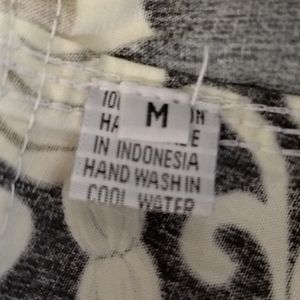 M
IN INDONESIA
HAND WASH IN
COOL WATER